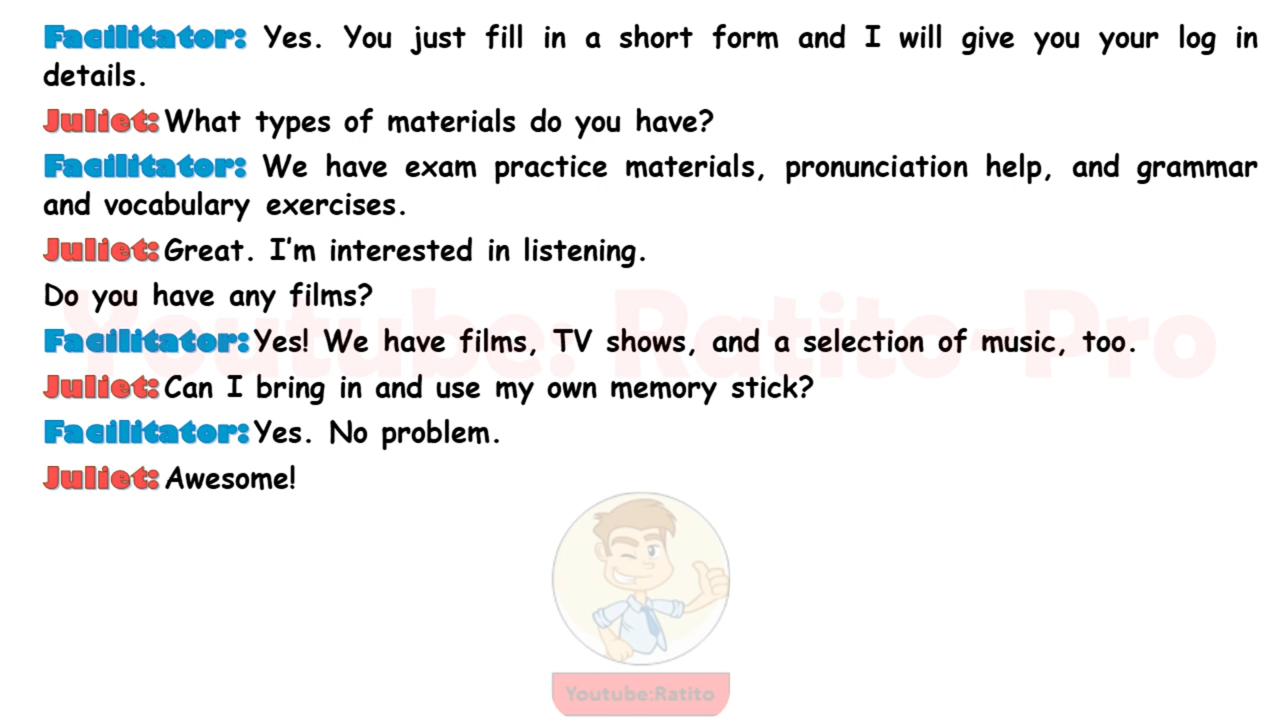 Facilitator: Yes. You just fill in a short form and I will give you your log in
details.
Juliet: What types of materials do you have?
Facilitator: We have exam practice materials, pronunciation help, and grammar
and vocabulary exercises.
Juliet: Great. I'm interested in listening.
Do you have any films?
Youtube: Ratito-Pro
Facilitator: Yes! We have films, TV shows, and a selection of music, too.
Juliet: Can I bring in and use my own memory stick?
Facilitator: Yes. No problem.
Juliet: Awesome!
Youtube:Ratito